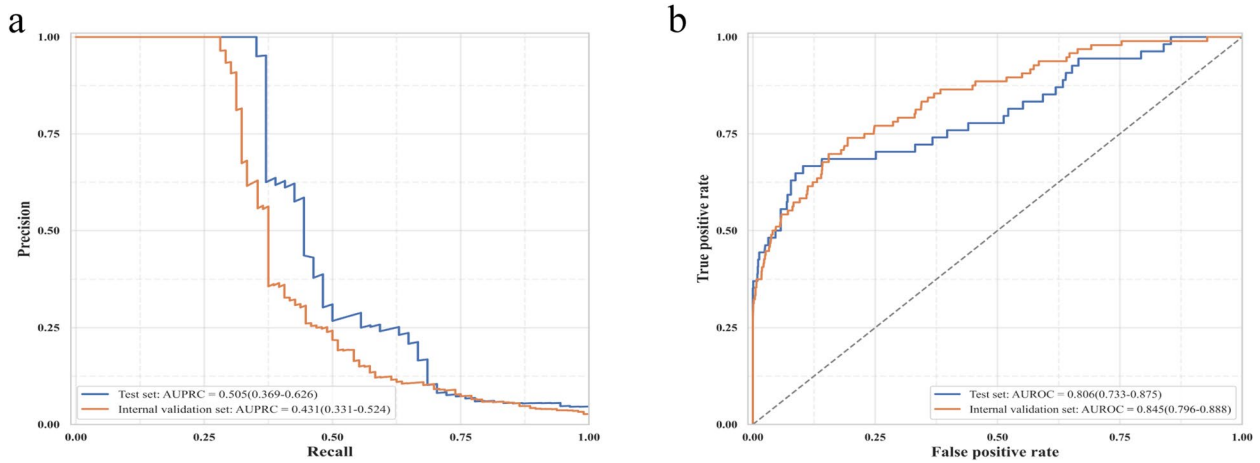 a
1.00
0.75
0.50
0.25
0.00
Precision
Test set: AUPRC = 0.505(0.369-0.626)
Internal validation set: AUPRC = 0.431(0.331-0.524)
0.00 0.25 0.50 0.75 1.00
Recall
b
1.00
0.75
0.50
0.25
0.00
True positive rate
Test set: AUROC = 0.806(0.733-0.875)
Internal validation set: AUROC = 0.845(0.796-0.888)
0.00 0.25 0.50 0.75 1.00
False positive rate